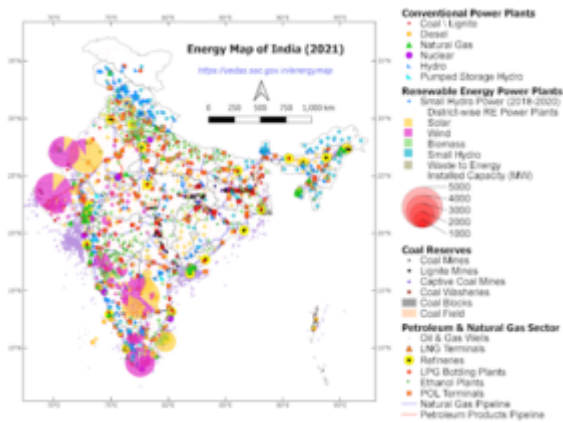 Energy Map of India (2021)
https://vedas.sac.gov.in/energymap
0 250 500 750 1,000 km
Conventional Power Plants
Coal \ Lignite
Diesel
Natural Gas
Nuclear
Hydro
Pumped Storage Hydro
Renewable Energy Power Plants
Small Hydro Power (2018-2020)
District-wise RE Power Plants
Solar
Wind
Biomass
Small Hydro
Waste to Energy
Installed Capacity (MW)
5000
4000
3000
2000
1000
Coal Reserves
Coal Mines
Lignite Mines
Captive Coal Mines
Coal Washeries
Coal Blocks
Coal Field
Petroleum & Natural Gas Sector
Oil & Gas Wells
LNG Terminals
Refineries
LPG Bottling Plants
Ethanol Plants
POL Terminals
Natural Gas Pipeline
Petroleum Products Pipeline